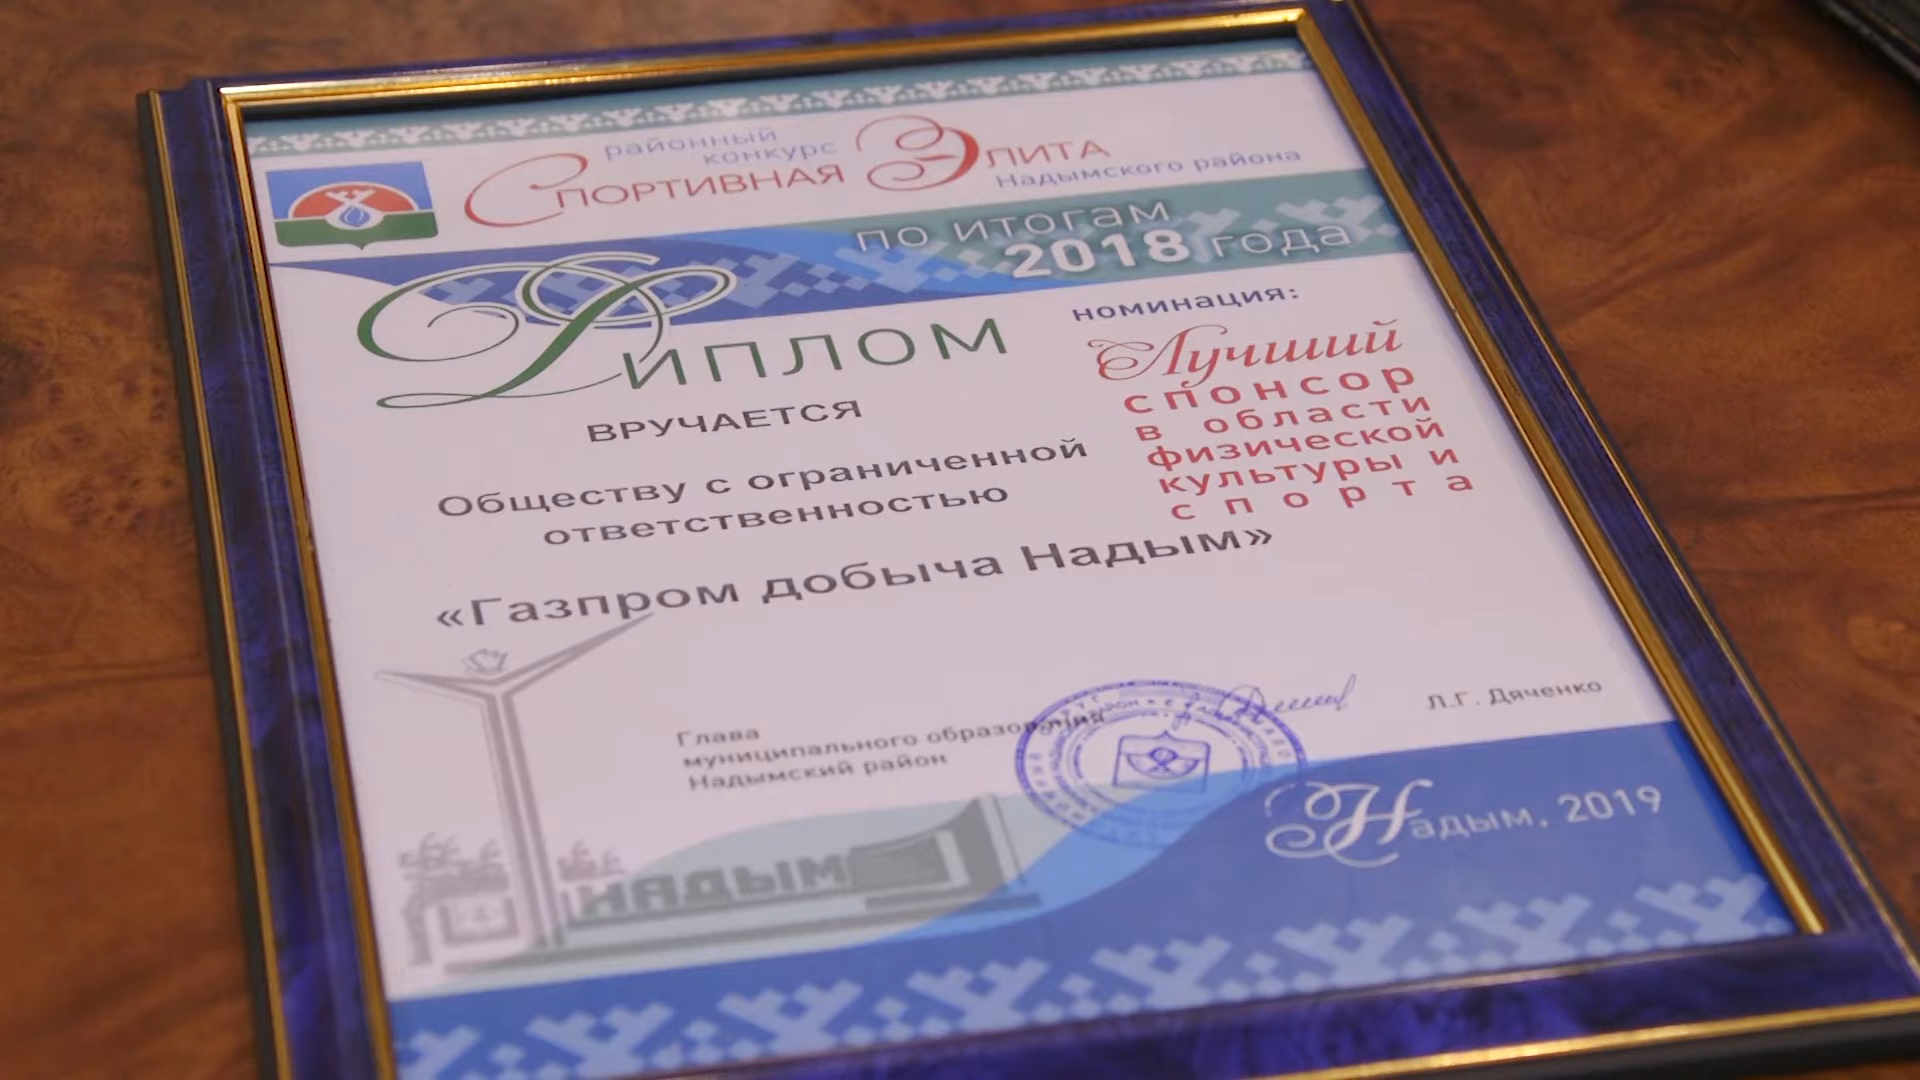 районный
конкурс
Спортивная Элита
Надымского района
по итогам
2018 года
Диплом
номинация:
Лучший
спонсор
в области
физической
культуры и
спорта
вручается
Обществу с ограниченной
ответственностью
«Газпром добыча Надым»
Глава
муниципального образования
Надымский район
Л.Г. Дяченко
НАДЫМ
Надым, 2019